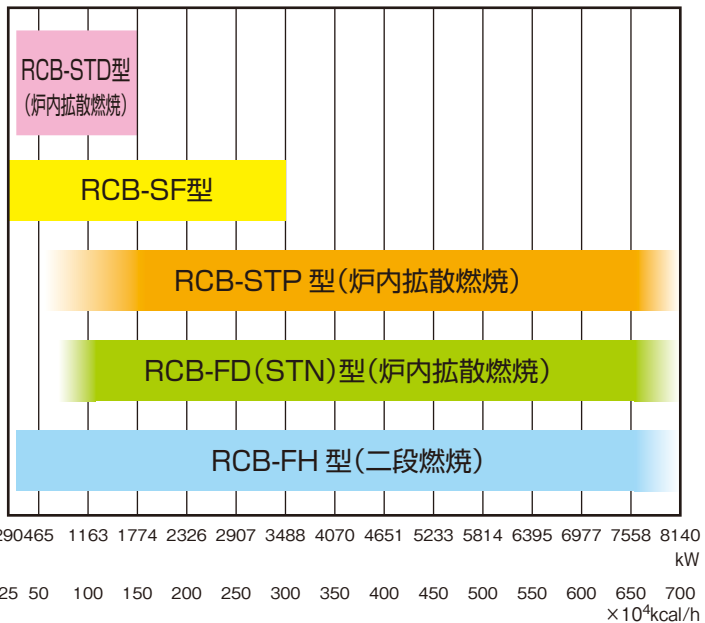 RCB-STD型
(炉内拡散燃焼)
RCB-SF型
RCB-STP 型(炉内拡散燃焼)
RCB-FD(STN)型(炉内拡散燃焼)
RCB-FH 型(二段燃焼)
290 465 1163 1774 2326 2907 3488 4070 4651 5233 5814 6395 6977 7558 8140
kW
25 50 100 150 200 250 300 350 400 450 500 550 600 650 700
×10⁴kcal/h